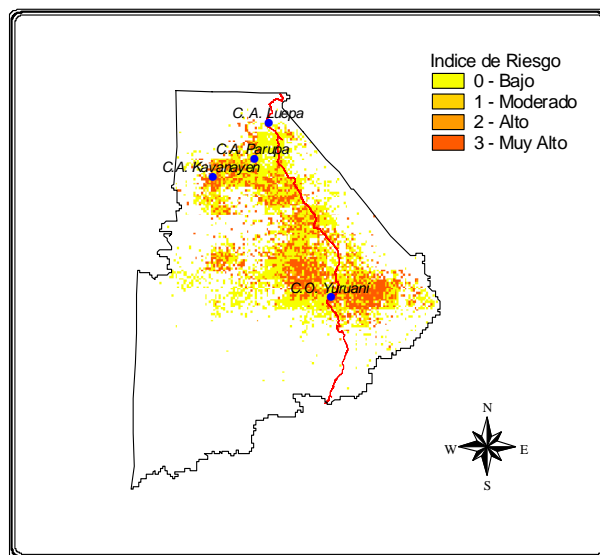 Indice de Riesgo
0 - Bajo
1 - Moderado
2 - Alto
3 - Muy Alto
C. A. Luepa
C.A. Parupa
C.A. Kavanayen
C.O. Yuruani
N
W E
S